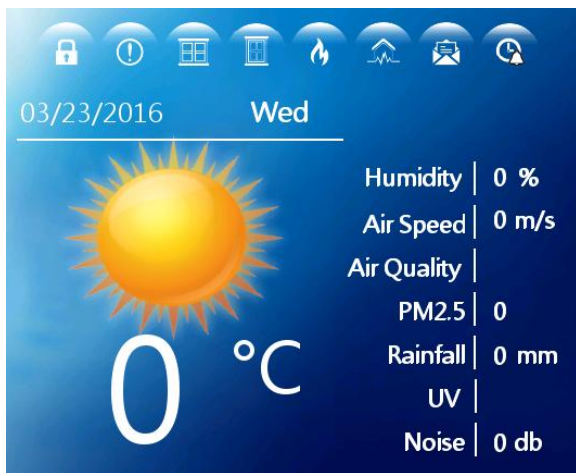 03/23/2016 Wed
Humidity 0 %
Air Speed 0 m/s
Air Quality
PM2.5 0
Rainfall 0 mm
UV
Noise 0 db
0 °C